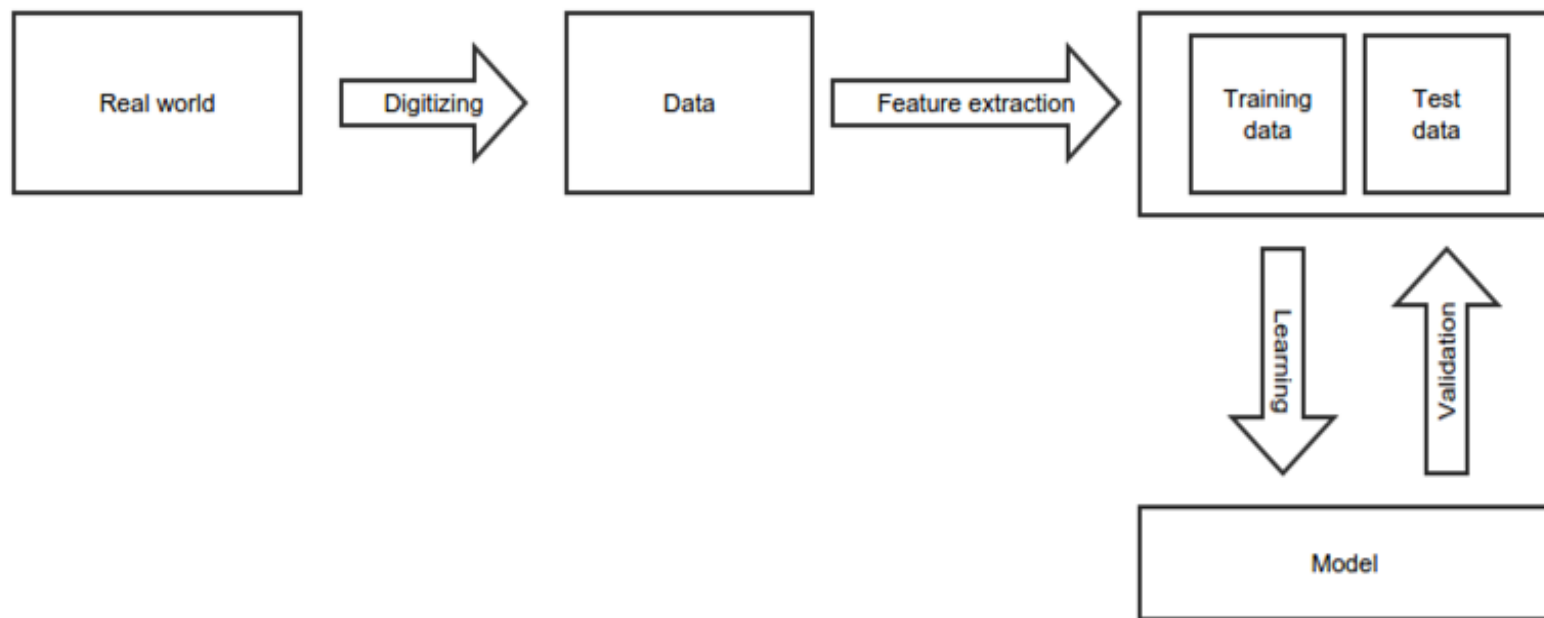 Real world
Digitizing
Data
Feature extraction
Training
data
Test
data
Learning
Validation
Model